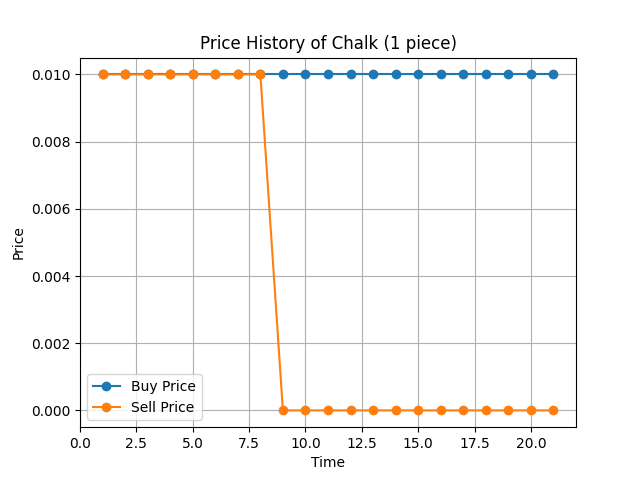 Price History of Chalk (1 piece)
0.010
0.008
0.006
0.004
0.002
0.000
Price
Buy Price
Sell Price
0.0 2.5 5.0 7.5 10.0 12.5 15.0 17.5 20.0
Time